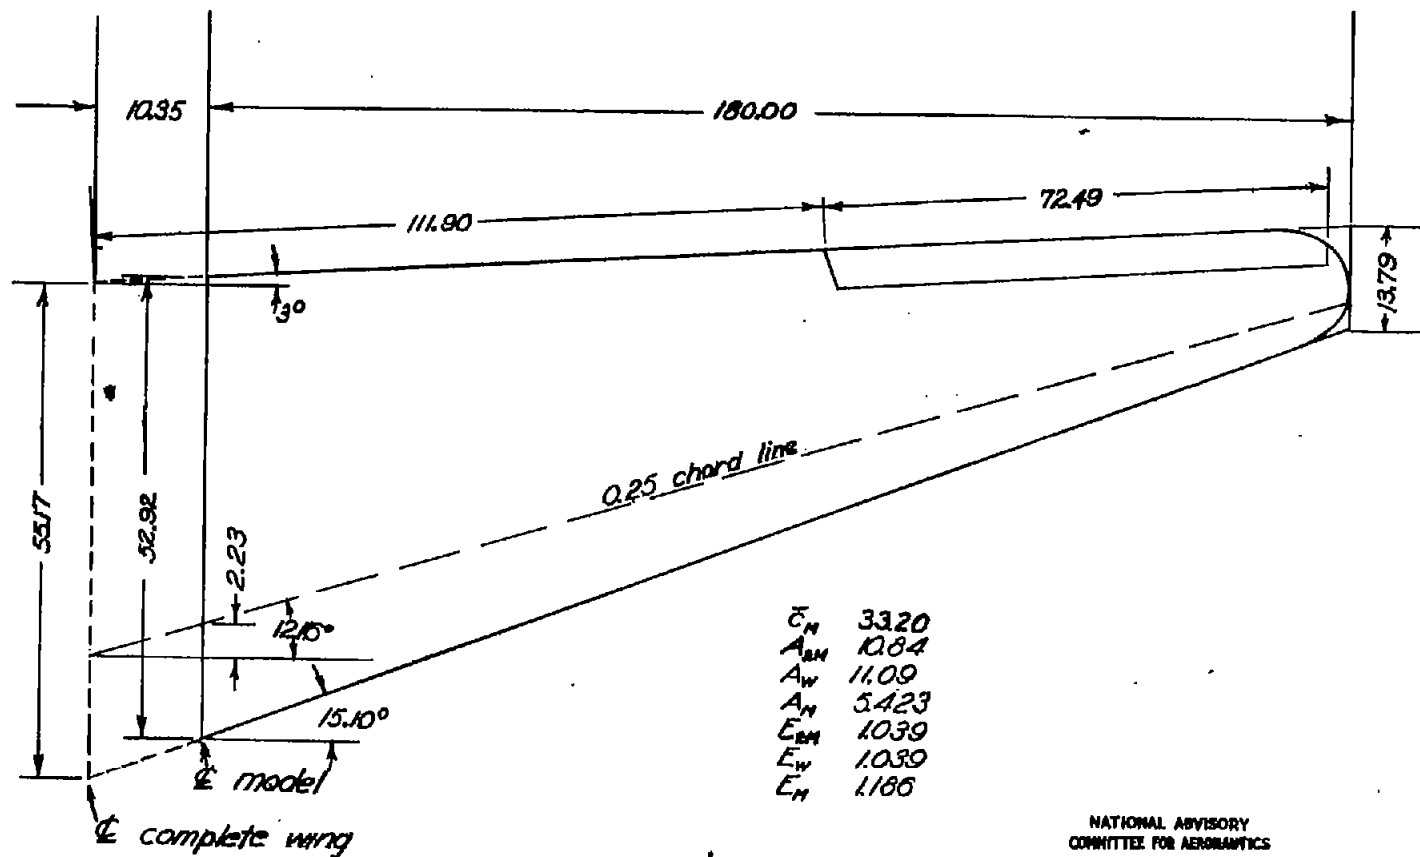 10.35
180.00
111.90
72.49
13.79
3°
55.17
52.92
2.23
0.25 chord line
12.15°
15.10°
℄ model
℄ complete wing
c̄M 33.20
A2M 10.84
AW 11.09
AM 5.423
E2M 1.039
EW 1.039
EM 1.186
NATIONAL ADVISORY
COMMITTEE FOR AERONAUTICS